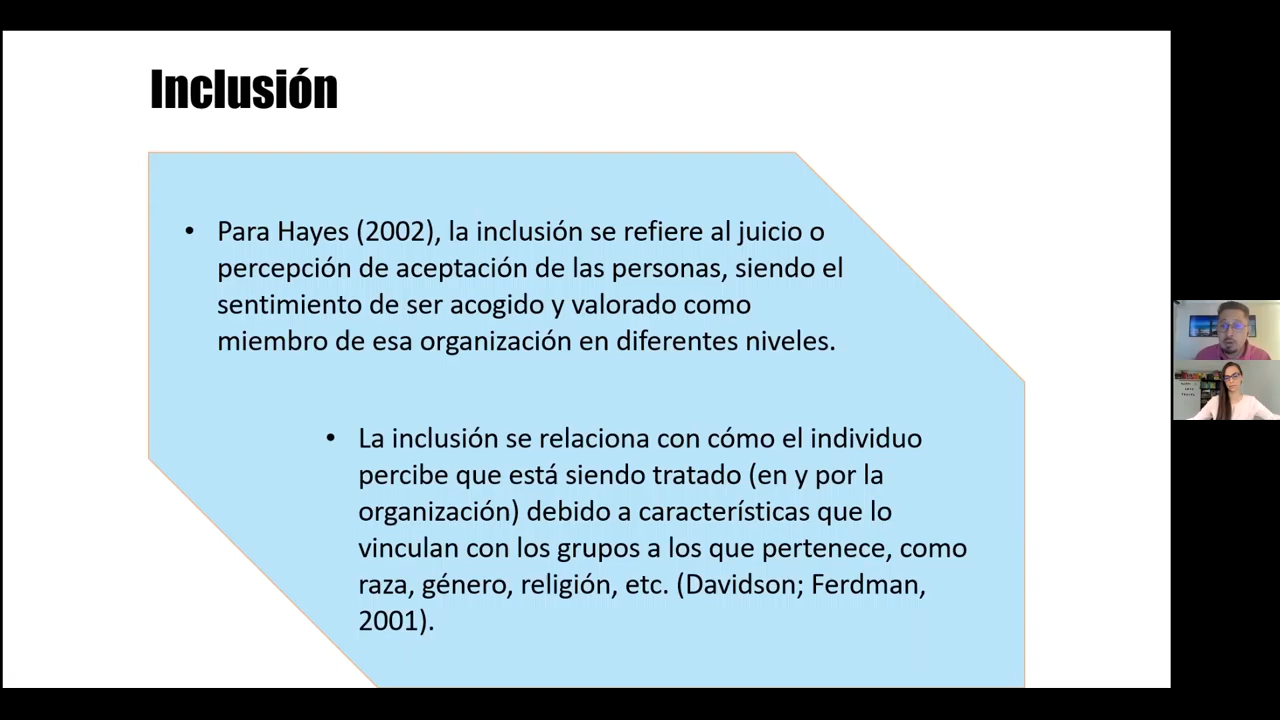 Inclusión
• Para Hayes (2002), la inclusión se refiere al juicio o
percepción de aceptación de las personas, siendo el
sentimiento de ser acogido y valorado como
miembro de esa organización en diferentes niveles.
• La inclusión se relaciona con cómo el individuo
percibe que está siendo tratado (en y por la
organización) debido a características que lo
vinculan con los grupos a los que pertenece, como
raza, género, religión, etc. (Davidson; Ferdman,
2001).